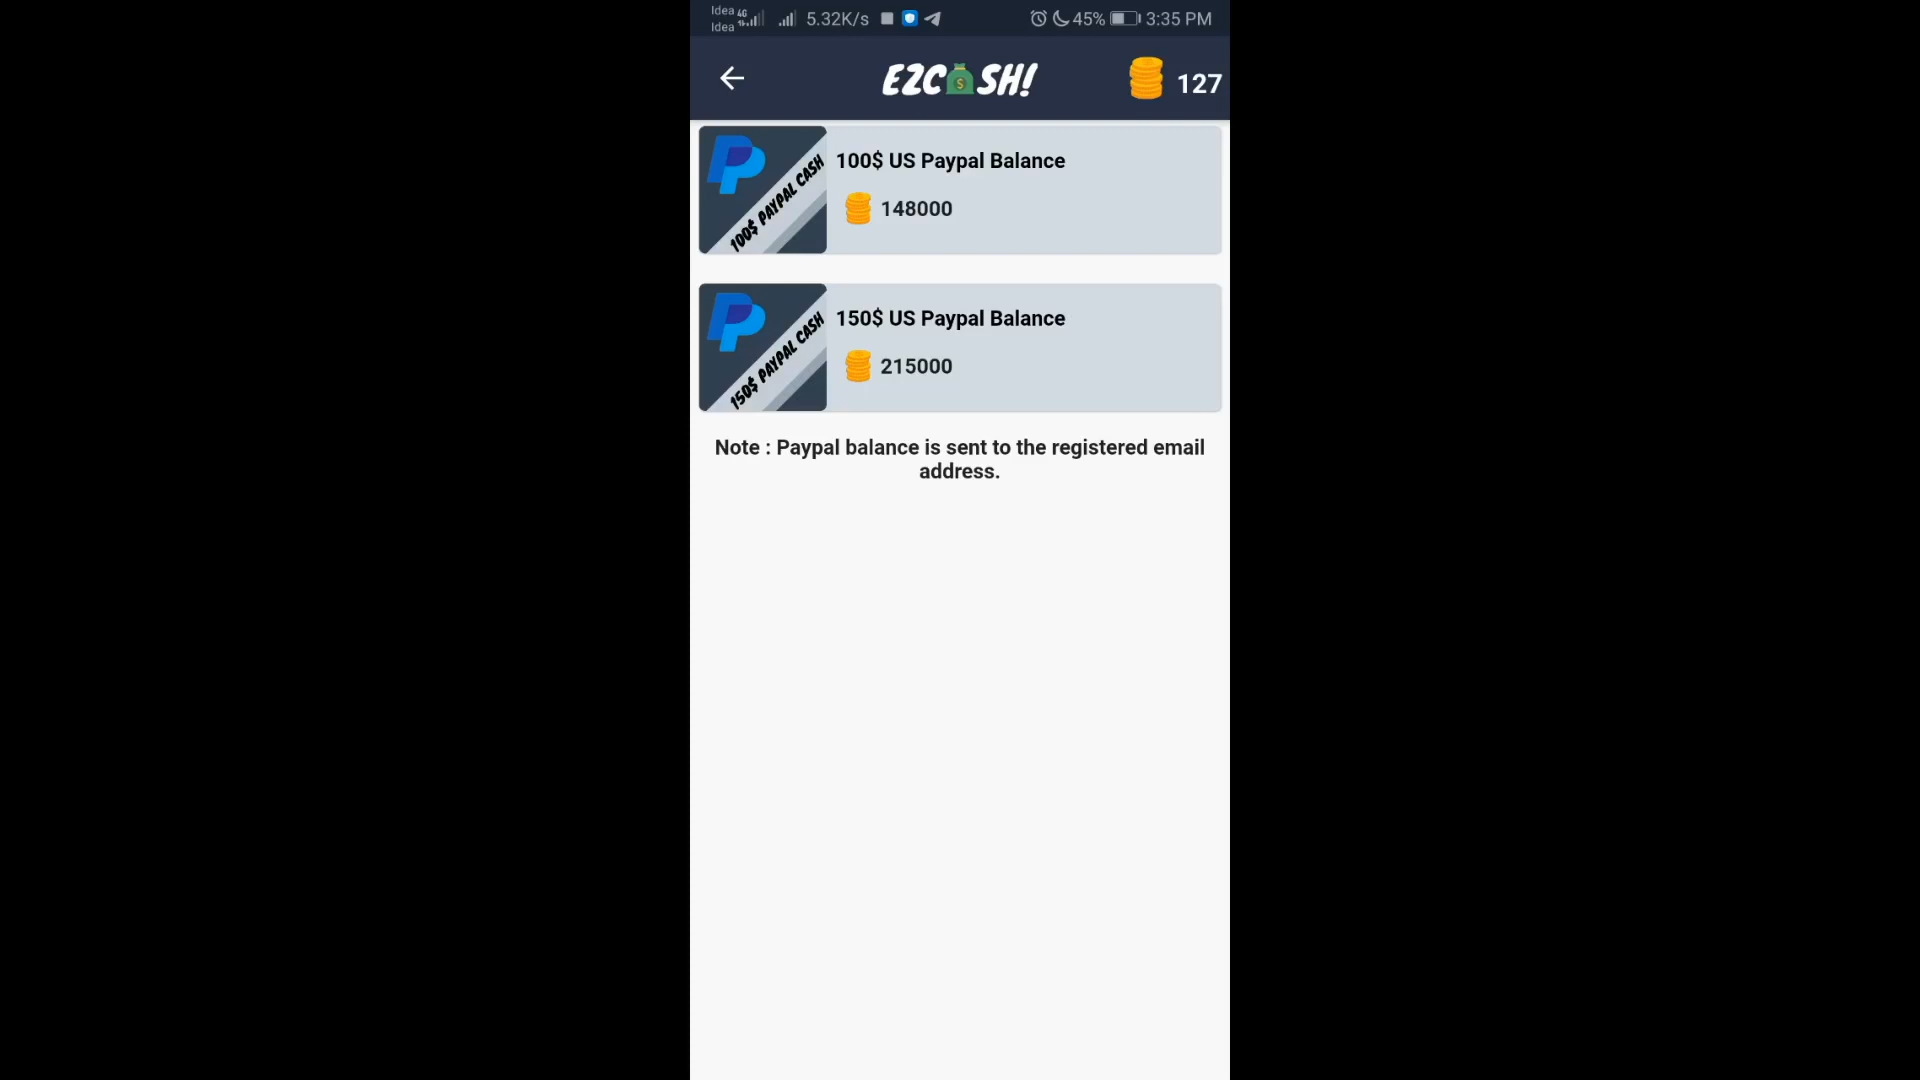 Idea 4G 5.32K/s 45% 3:35 PM
Idea
EZCASH! 127
100$ PAYPAL CASH
100$ US Paypal Balance
148000
150$ PAYPAL CASH
150$ US Paypal Balance
215000
Note : Paypal balance is sent to the registered email
address.